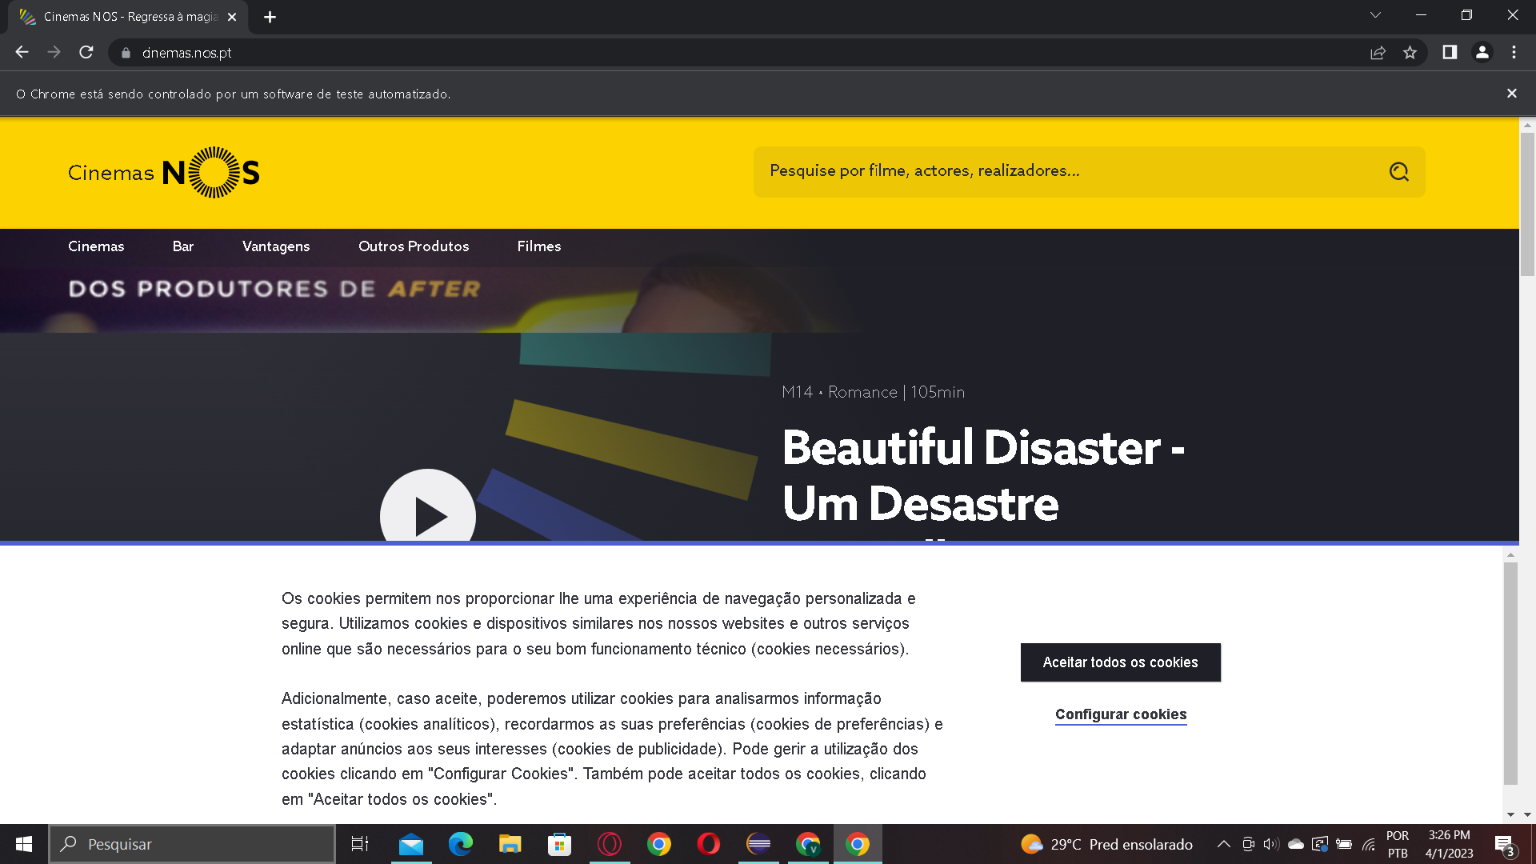 Cinemas NOS - Regressa à magia
cinemas.nos.pt
O Chrome está sendo controlado por um software de teste automatizado.
Cinemas NOS
Pesquise por filme, actores, realizadores...
Cinemas
Bar
Vantagens
Outros Produtos
Filmes
DOS PRODUTORES DE AFTER
M14 • Romance | 105min
Beautiful Disaster -
Um Desastre
Os cookies permitem nos proporcionar lhe uma experiência de navegação personalizada e
segura. Utilizamos cookies e dispositivos similares nos nossos websites e outros serviços
online que são necessários para o seu bom funcionamento técnico (cookies necessários).
Adicionalmente, caso aceite, poderemos utilizar cookies para analisarmos informação
estatística (cookies analíticos), recordarmos as suas preferências (cookies de preferências) e
adaptar anúncios aos seus interesses (cookies de publicidade). Pode gerir a utilização dos
cookies clicando em "Configurar Cookies". Também pode aceitar todos os cookies, clicando
em "Aceitar todos os cookies".
Aceitar todos os cookies
Configurar cookies
Pesquisar
V
29°C Pred ensolarado
POR
PTB
3:26 PM
4/1/2023
3